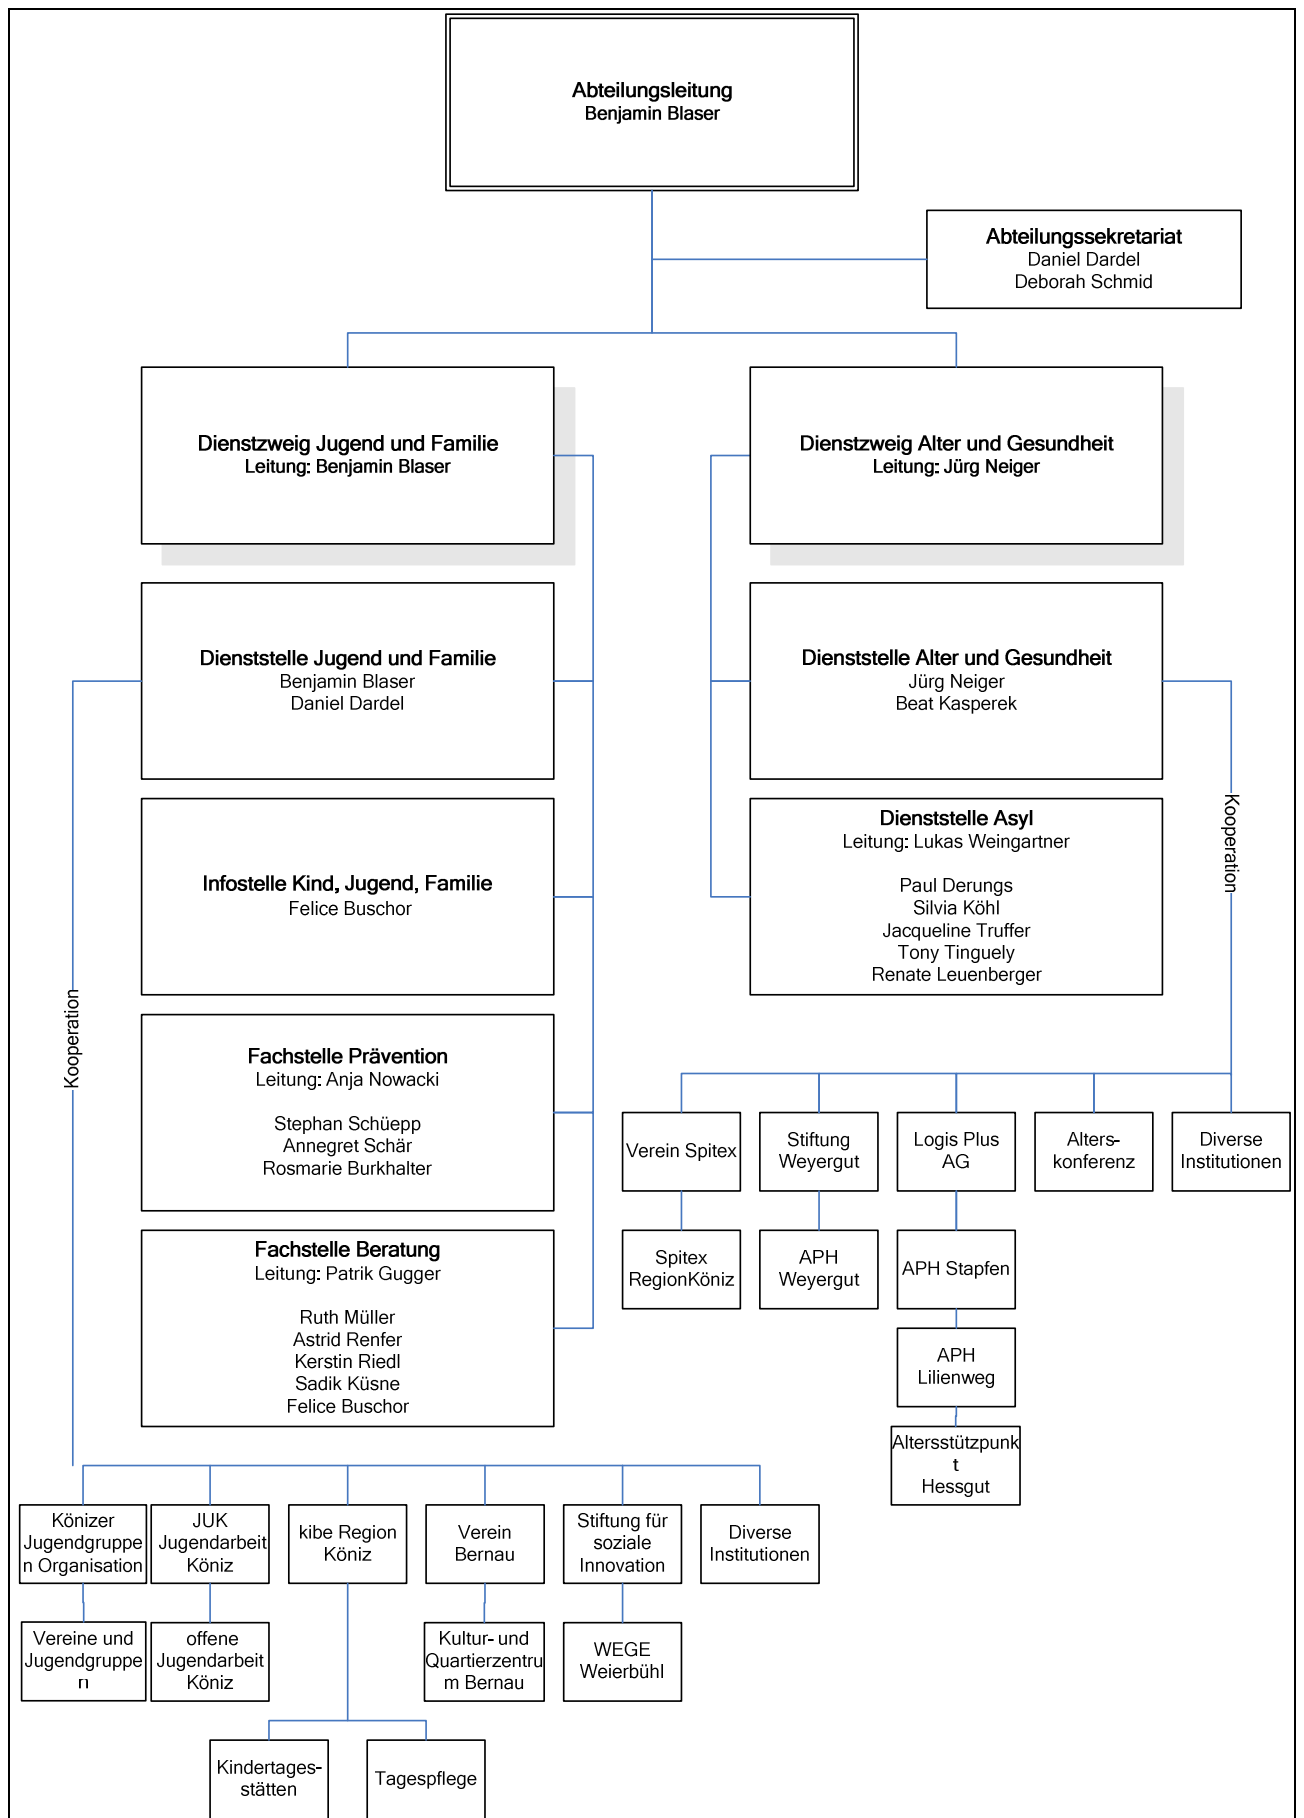 Abteilungsleitung
Benjamin Blaser
Abteilungssekretariat
Daniel Dardel
Deborah Schmid
Dienstzweig Jugend und Familie
Leitung: Benjamin Blaser
Dienstzweig Alter und Gesundheit
Leitung: Jürg Neiger
Dienststelle Jugend und Familie
Benjamin Blaser
Daniel Dardel
Dienststelle Alter und Gesundheit
Jürg Neiger
Beat Kasperek
Infostelle Kind, Jugend, Familie
Felice Buschor
Dienststelle Asyl
Leitung: Lukas Weingartner
Paul Derungs
Silvia Köhl
Jacqueline Truffer
Tony Tinguely
Renate Leuenberger
Kooperation
Kooperation
Fachstelle Prävention
Leitung: Anja Nowacki
Stephan Schüepp
Annegret Schär
Rosmarie Burkhalter
Fachstelle Beratung
Leitung: Patrik Gugger
Ruth Müller
Astrid Renfer
Kerstin Riedl
Sadik Küsne
Felice Buschor
Verein Spitex
Stiftung
Weyergut
Logis Plus
AG
Alters-
konferenz
Diverse
Institutionen
Spitex
RegionKöniz
APH
Weyergut
APH Stapfen
APH
Lilienweg
Altersstützpunk
t
Hessgut
Könizer
Jugendgruppe
n Organisation
JUK
Jugendarbeit
Köniz
kibe Region
Köniz
Verein
Bernau
Stiftung für
soziale
Innovation
Diverse
Institutionen
Vereine und
Jugendgruppe
n
offene
Jugendarbeit
Köniz
Kultur- und
Quartierzentru
m Bernau
WEGE
Weierbühl
Kindertages-
stätten
Tagespflege